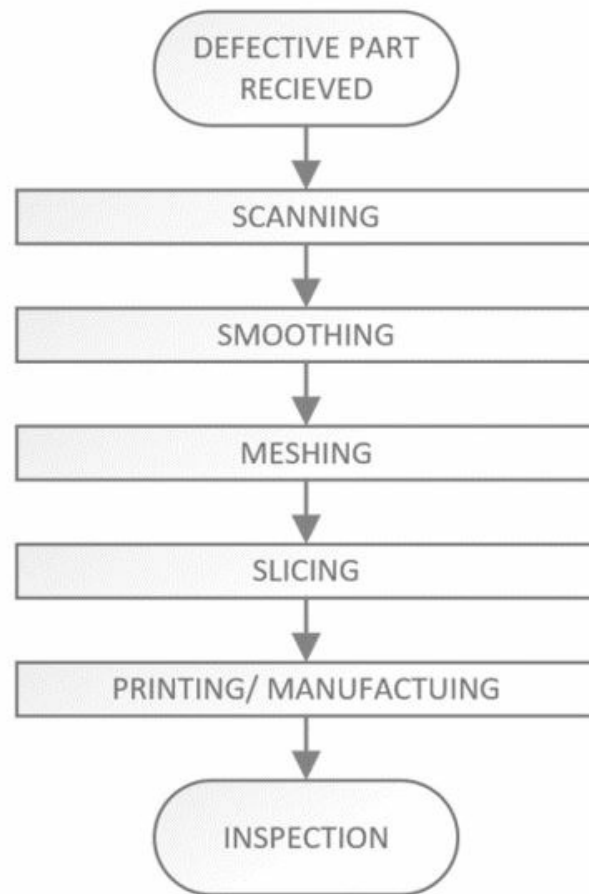 DEFECTIVE PART
RECIEVED
SCANNING
SMOOTHING
MESHING
SLICING
PRINTING/ MANUFACTUING
INSPECTION